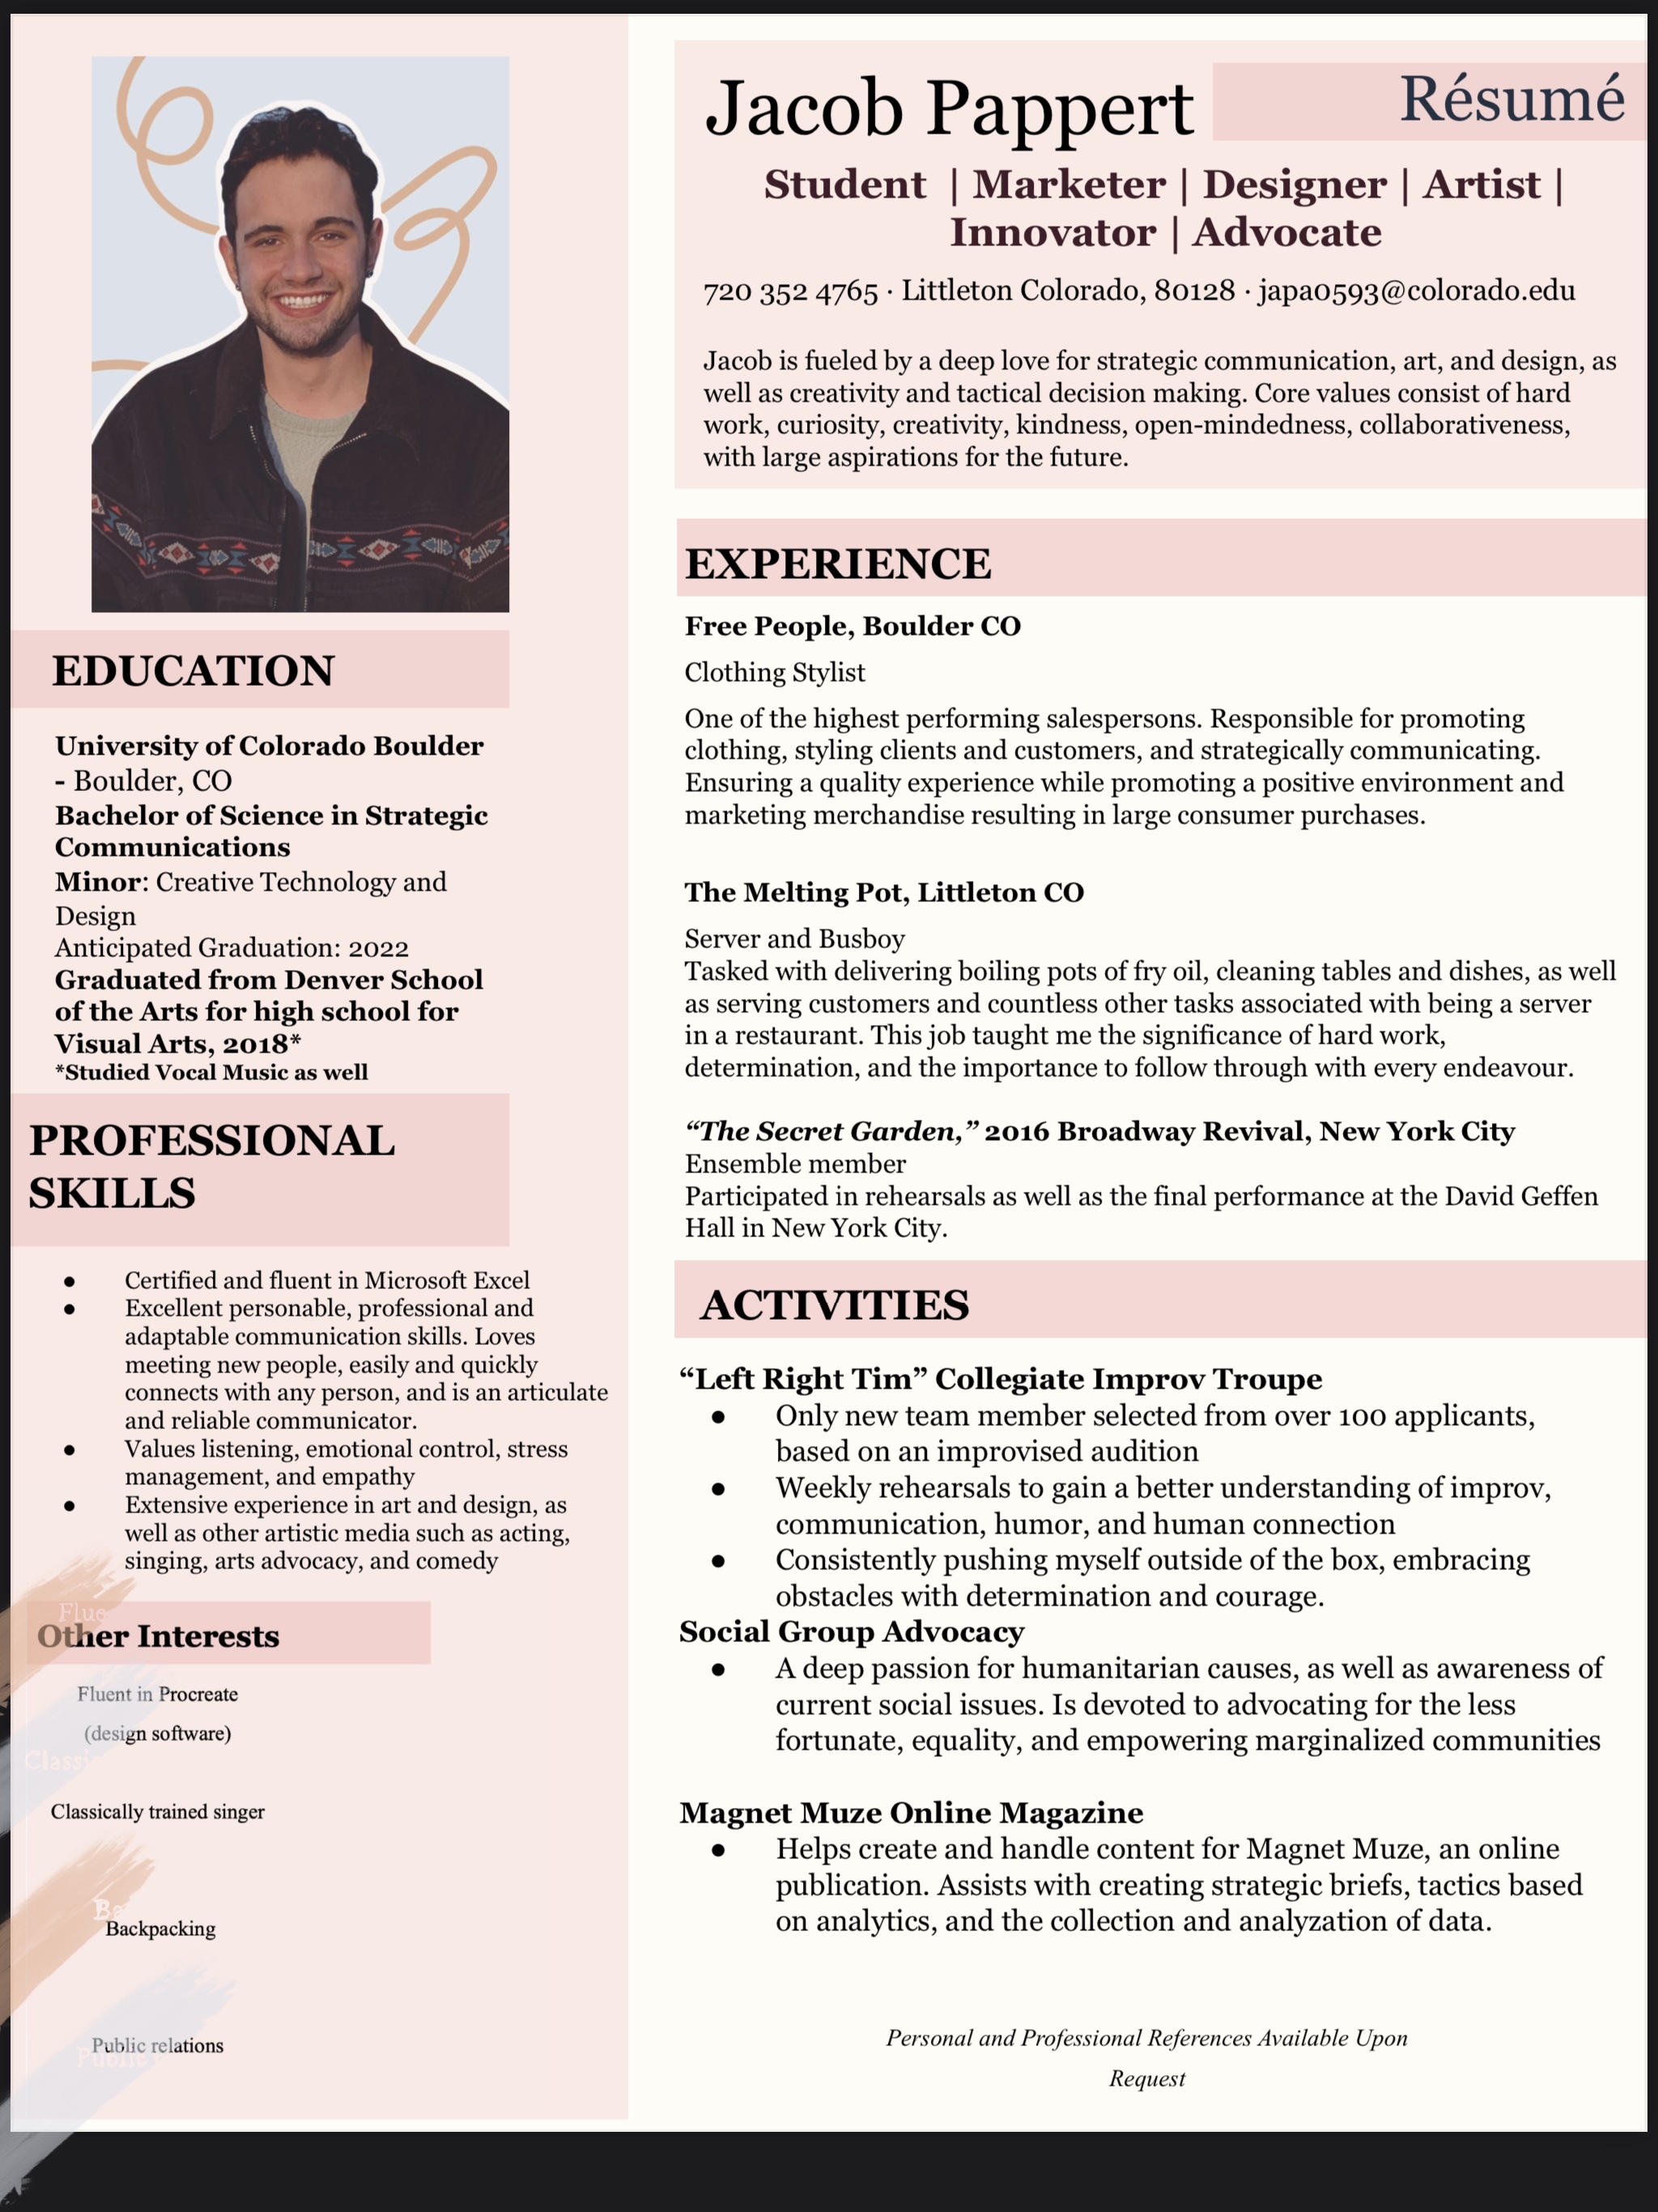 Jacob Pappert
Résumé
Student | Marketer | Designer | Artist |
Innovator | Advocate
720 352 4765 · Littleton Colorado, 80128 · japa0593@colorado.edu
Jacob is fueled by a deep love for strategic communication, art, and design, as
well as creativity and tactical decision making. Core values consist of hard
work, curiosity, creativity, kindness, open-mindedness, collaborativeness,
with large aspirations for the future.
EDUCATION
University of Colorado Boulder
- Boulder, CO
Bachelor of Science in Strategic
Communications
Minor: Creative Technology and
Design
Anticipated Graduation: 2022
Graduated from Denver School
of the Arts for high school for
Visual Arts, 2018*
*Studied Vocal Music as well
PROFESSIONAL
SKILLS
● Certified and fluent in Microsoft Excel
● Excellent personable, professional and
adaptable communication skills. Loves
meeting new people, easily and quickly
connects with any person, and is an articulate
and reliable communicator.
● Values listening, emotional control, stress
management, and empathy
● Extensive experience in art and design, as
well as other artistic media such as acting,
singing, arts advocacy, and comedy
Other Interests
Fluent in Procreate
(design software)
Classically trained singer
Backpacking
Public relations
EXPERIENCE
Free People, Boulder CO
Clothing Stylist
One of the highest performing salespersons. Responsible for promoting
clothing, styling clients and customers, and strategically communicating.
Ensuring a quality experience while promoting a positive environment and
marketing merchandise resulting in large consumer purchases.
The Melting Pot, Littleton CO
Server and Busboy
Tasked with delivering boiling pots of fry oil, cleaning tables and dishes, as well
as serving customers and countless other tasks associated with being a server
in a restaurant. This job taught me the significance of hard work,
determination, and the importance to follow through with every endeavour.
“The Secret Garden,” 2016 Broadway Revival, New York City
Ensemble member
Participated in rehearsals as well as the final performance at the David Geffen
Hall in New York City.
ACTIVITIES
“Left Right Tim” Collegiate Improv Troupe
● Only new team member selected from over 100 applicants,
based on an improvised audition
● Weekly rehearsals to gain a better understanding of improv,
communication, humor, and human connection
● Consistently pushing myself outside of the box, embracing
obstacles with determination and courage.
Social Group Advocacy
● A deep passion for humanitarian causes, as well as awareness of
current social issues. Is devoted to advocating for the less
fortunate, equality, and empowering marginalized communities
Magnet Muze Online Magazine
● Helps create and handle content for Magnet Muze, an online
publication. Assists with creating strategic briefs, tactics based
on analytics, and the collection and analyzation of data.
Personal and Professional References Available Upon
Request